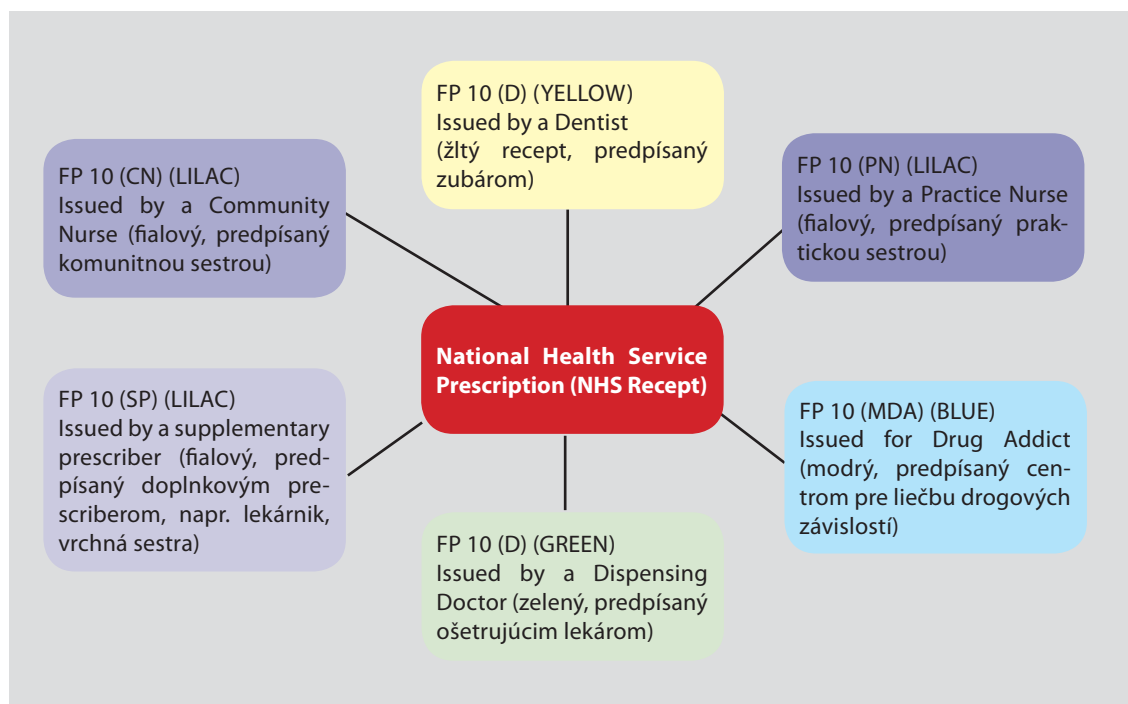 FP 10 (D) (YELLOW)
Issued by a Dentist
(žltý recept, predpísaný
zubárom)
FP 10 (CN) (LILAC)
Issued by a Community
Nurse (fialový, predpísaný
komunitnou sestrou)
FP 10 (PN) (LILAC)
Issued by a Practice Nurse
(fialový, predpísaný prak-
tickou sestrou)
National Health Service
Prescription (NHS Recept)
FP 10 (SP) (LILAC)
Issued by a supplementary
prescriber (fialový, pred-
písaný doplnkovým pre-
scriberom, napr. lekárnik,
vrchná sestra)
FP 10 (MDA) (BLUE)
Issued for Drug Addict
(modrý, predpísaný cen-
trom pre liečbu drogových
závislostí)
FP 10 (D) (GREEN)
Issued by a Dispensing
Doctor (zelený, predpísaný
ošetrujúcim lekárom)